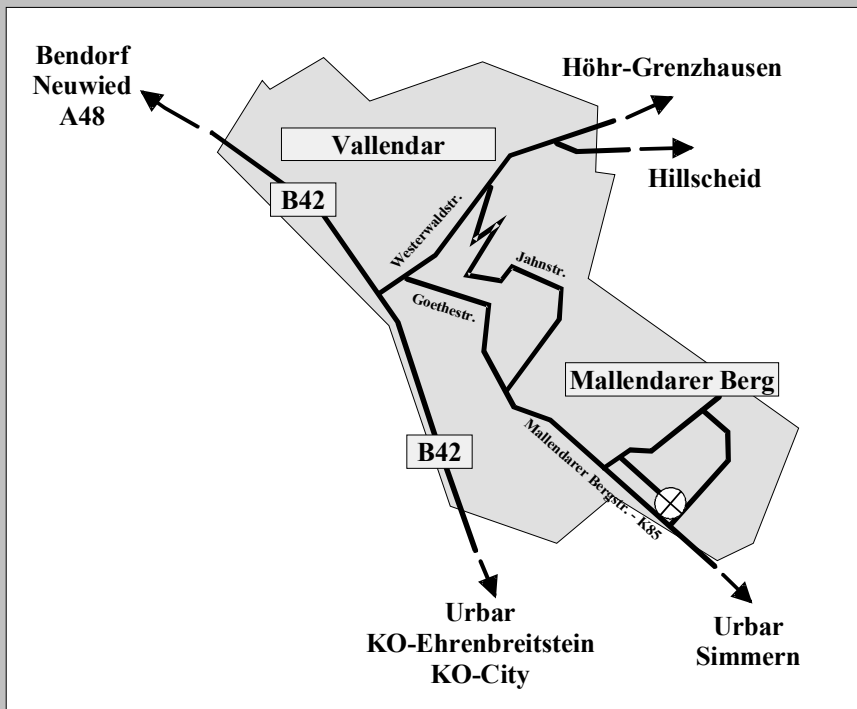 Bendorf
Neuwied
A48
Höhr-Grenzhausen
Vallendar
Hillscheid
B42
Westerwaldstr.
Jahnstr.
Goethestr.
Mallendarer Berg
B42
Mallendarer Bergstr. - K85
Urbar
KO-Ehrenbreitstein
KO-City
Urbar
Simmern